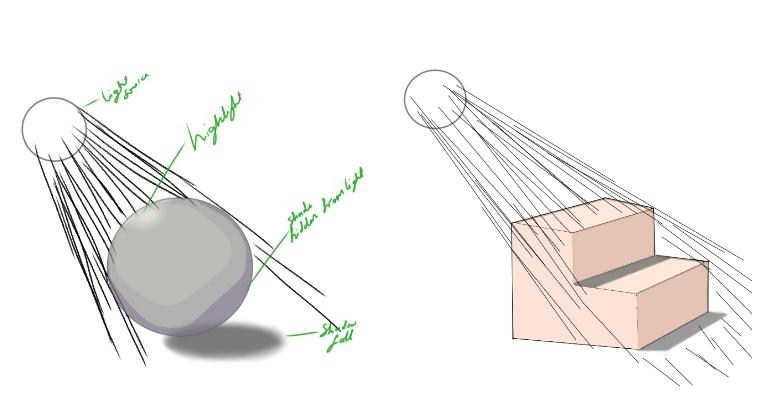 light
source
highlight
shade
hidden from light
Shadow
fall